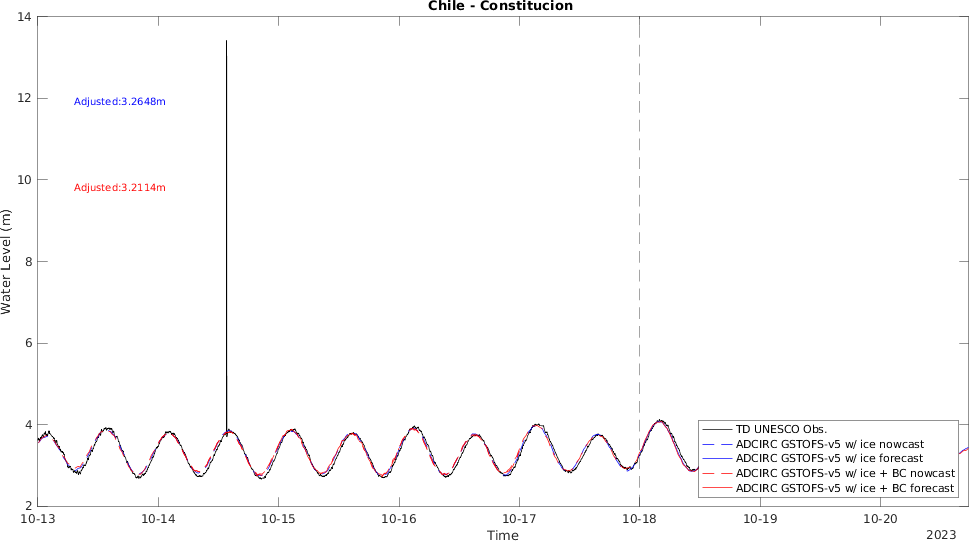 Chile - Constitucion
14
12
10
8
6
4
2
Water Level (m)
Adjusted:3.2648m
Adjusted:3.2114m
TD UNESCO Obs.
ADCIRC GSTOFS-v5 w/ ice nowcast
ADCIRC GSTOFS-v5 w/ ice forecast
ADCIRC GSTOFS-v5 w/ ice + BC nowcast
ADCIRC GSTOFS-v5 w/ ice + BC forecast
10-13 10-14 10-15 10-16 10-17 10-18 10-19 10-20
Time
2023